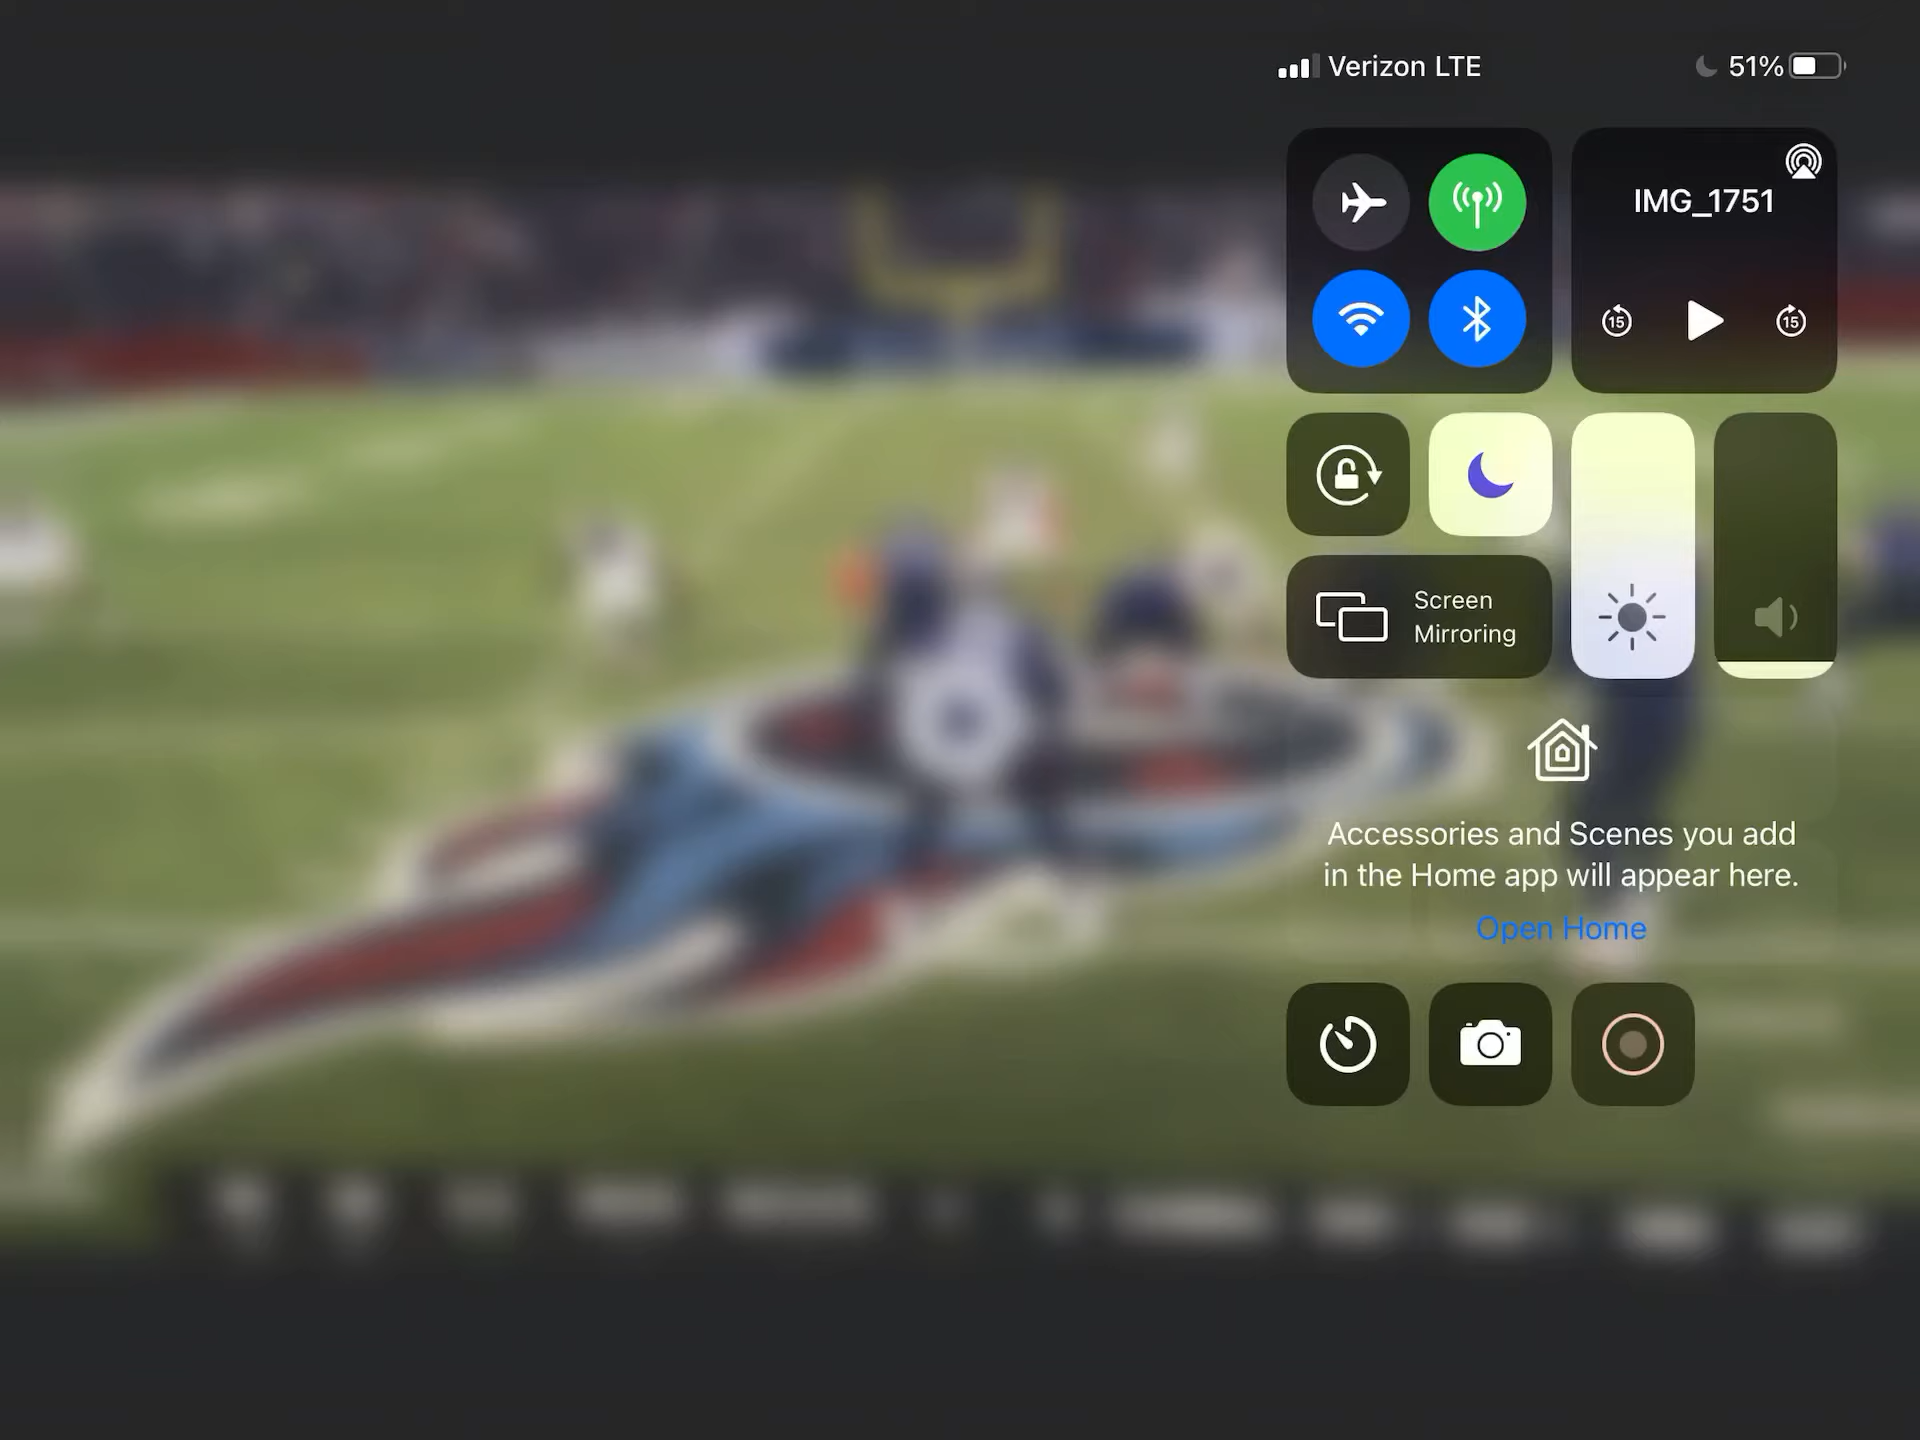 Verizon LTE
51%
IMG_1751
15
15
Screen
Mirroring
Accessories and Scenes you add
in the Home app will appear here.
Open Home